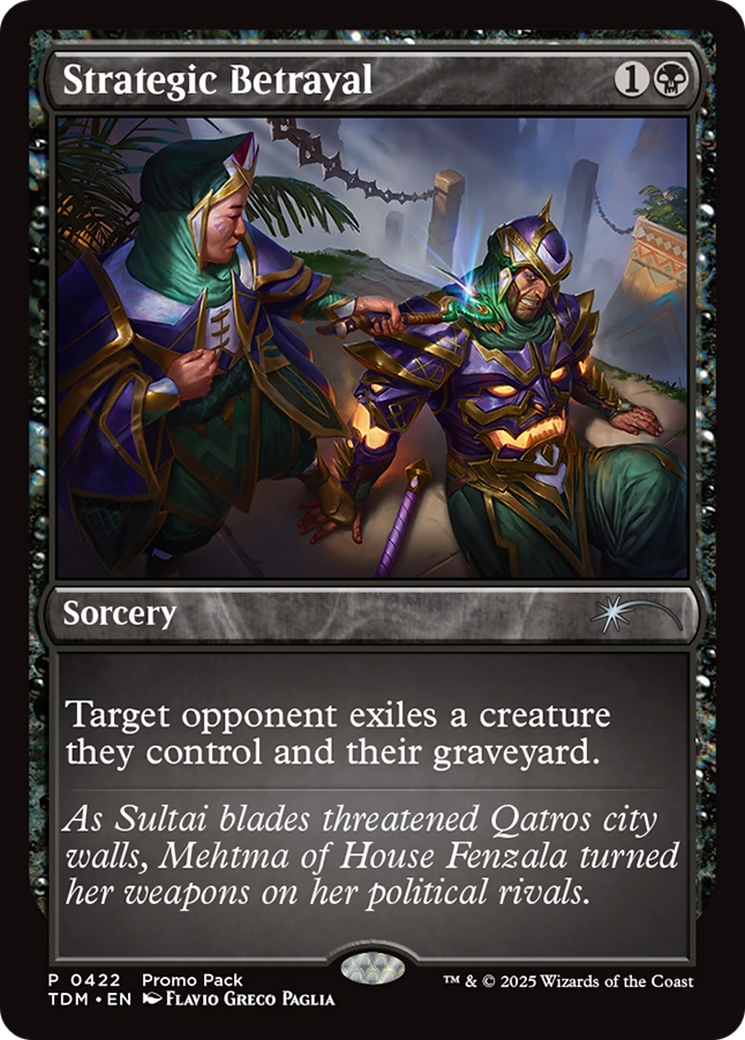 Strategic Betrayal 1
Sorcery
Target opponent exiles a creature
they control and their graveyard.
As Sultai blades threatened Qatros city
walls, Mehtma of House Fenzala turned
her weapons on her political rivals.
P 0422 Promo Pack
TDM • EN Flavio Greco Paglia
™ & © 2025 Wizards of the Coast